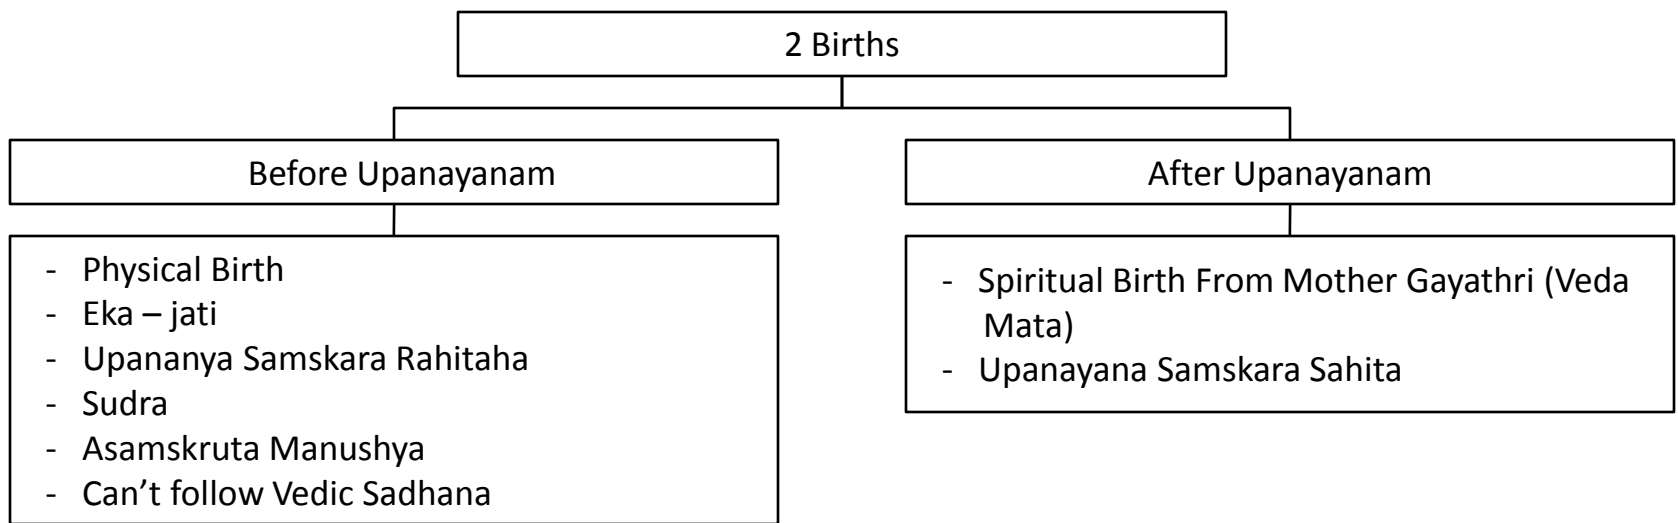 2 Births
Before Upanayanam
After Upanayanam
- Physical Birth
- Eka – jati
- Upananya Samskara Rahitaha
- Sudra
- Asamskruta Manushya
- Can’t follow Vedic Sadhana
- Spiritual Birth From Mother Gayathri (Veda
Mata)
- Upanayana Samskara Sahita